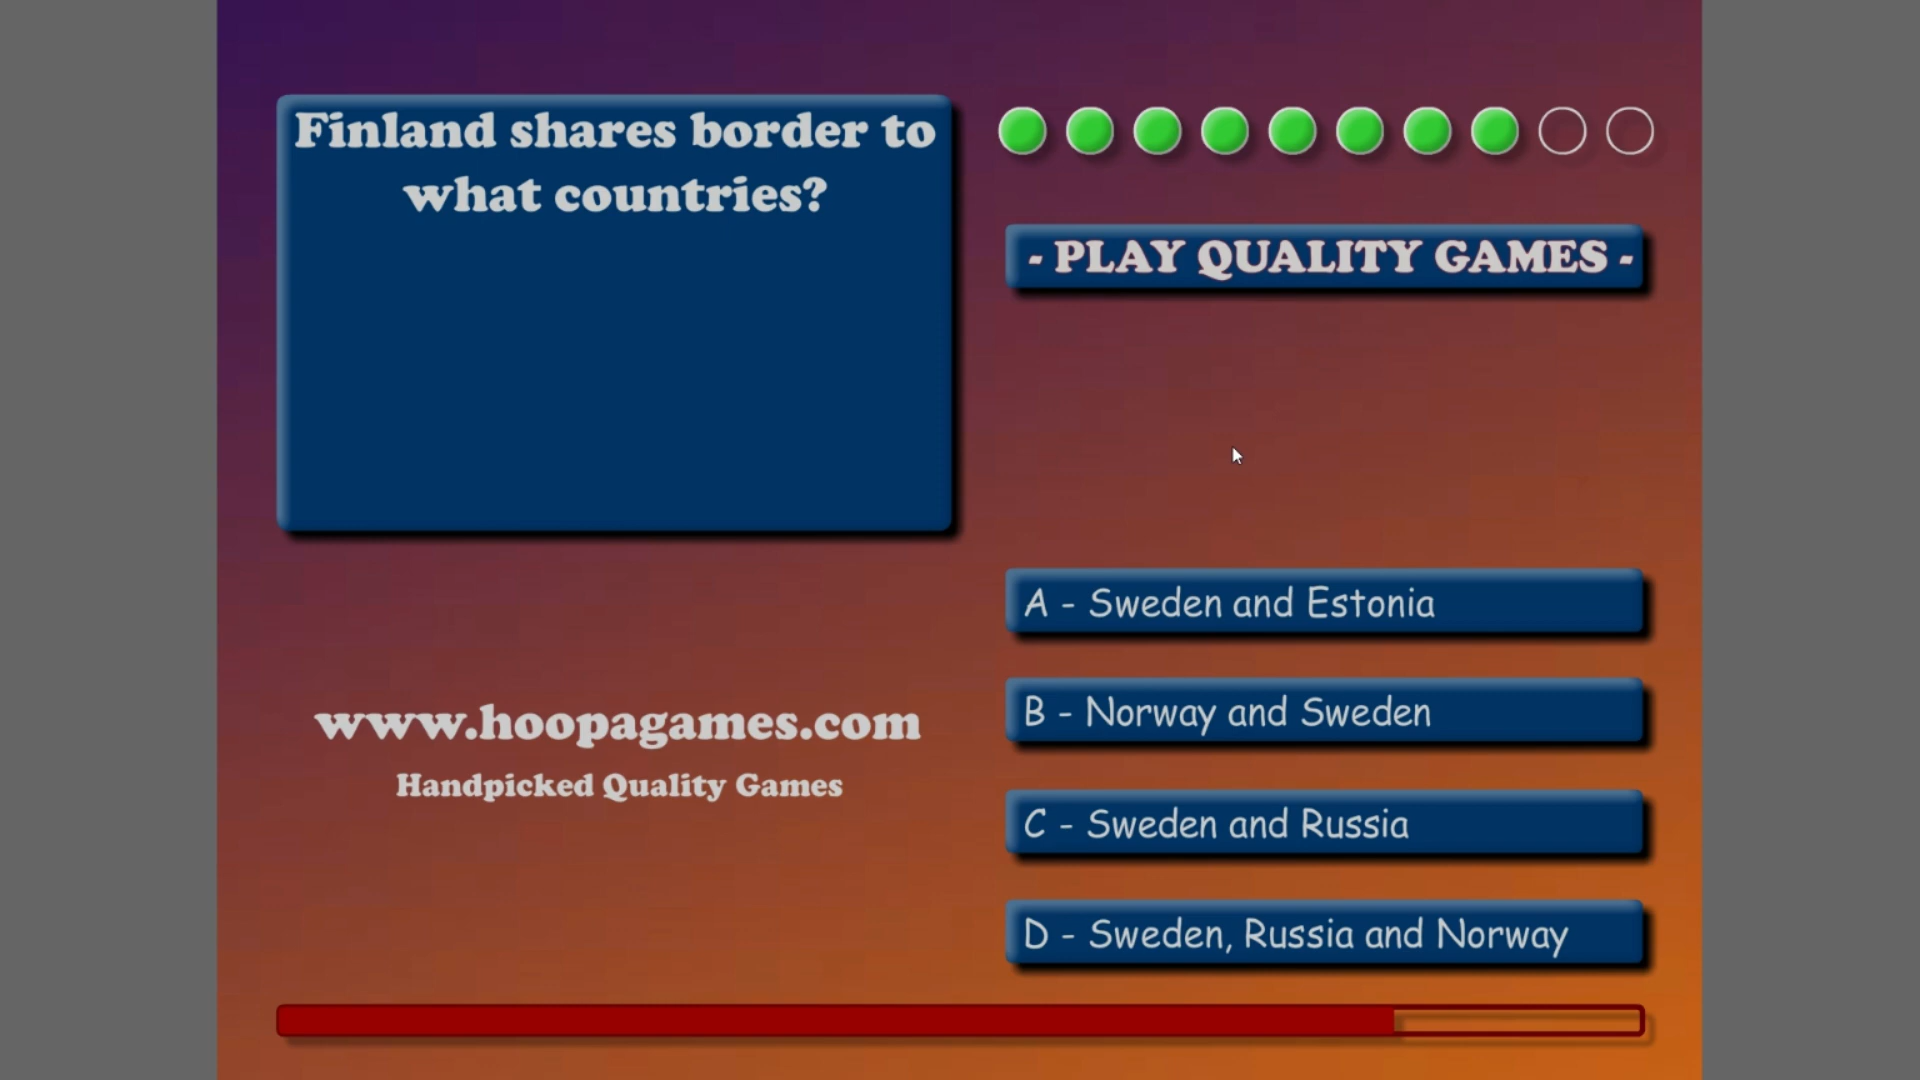 Finland shares border to
what countries?
- PLAY QUALITY GAMES -
www.hoopagames.com
Handpicked Quality Games
A - Sweden and Estonia
B - Norway and Sweden
C - Sweden and Russia
D - Sweden, Russia and Norway